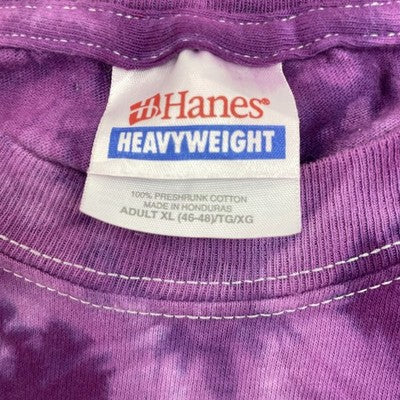 Hanes®
HEAVYWEIGHT
100% PRESHRUNK COTTON
MADE IN HONDURAS
ADULT XL (46-48)/TG/XG